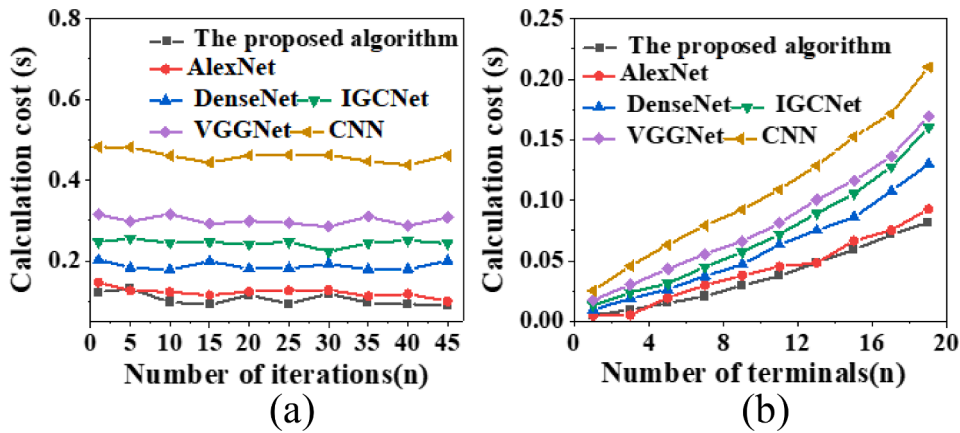 0.8
0.6
0.4
0.2
Calculation cost (s)
The proposed algorithm
AlexNet
DenseNet IGCNet
VGGNet CNN
0 5 10 15 20 25 30 35 40 45
Number of iterations(n)
(a)
0.25
0.20
0.15
0.10
0.05
0.00
Calculation cost (s)
The proposed algorithm
AlexNet
DenseNet IGCNet
VGGNet CNN
0 4 8 12 16 20
Number of terminals(n)
(b)